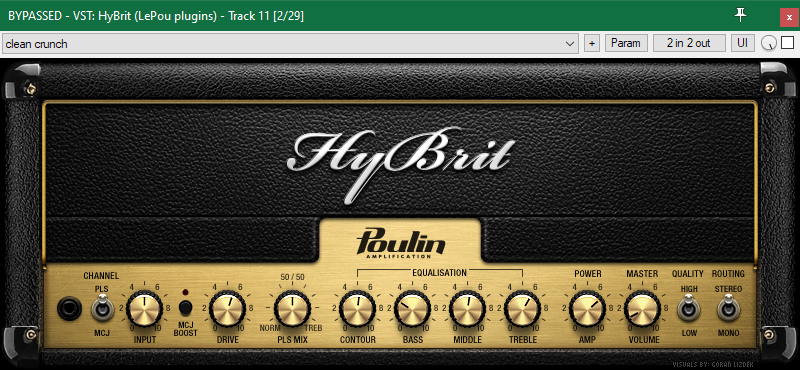 BYPASSED - VST: HyBrit (LePou plugins) - Track 11 [2/29]
x
clean crunch
+
Param
2 in 2 out
UI
HyBrit
Poulin
AMPLIFICATION
CHANNEL
PLS
MCJ
4 6
2 8
0 10
INPUT
MCJ
BOOST
4 6
2 8
0 10
DRIVE
50 / 50
NORM TREB
PLS MIX
EQUALISATION
4 6
2 8
0 10
CONTOUR
4 6
2 8
0 10
BASS
4 6
2 8
0 10
MIDDLE
4 6
2 8
0 10
TREBLE
POWER
4 6
2 8
0 10
AMP
MASTER
4 6
2 8
0 10
VOLUME
QUALITY
HIGH
LOW
ROUTING
STEREO
MONO
VISUALS BY: GORAN LIZDEK